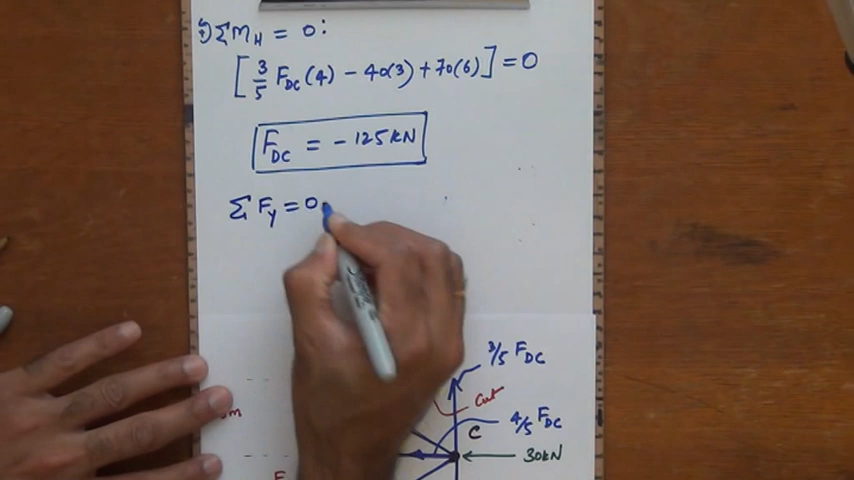 ↺ΣM_H = 0:
[3/5 F_DC (4) - 40(3) + 70(6)] = 0
F_DC = - 125 kN
Σ F_y = 0
3/5 F_DC
Cut
m
4/5 F_DC
C
30kN